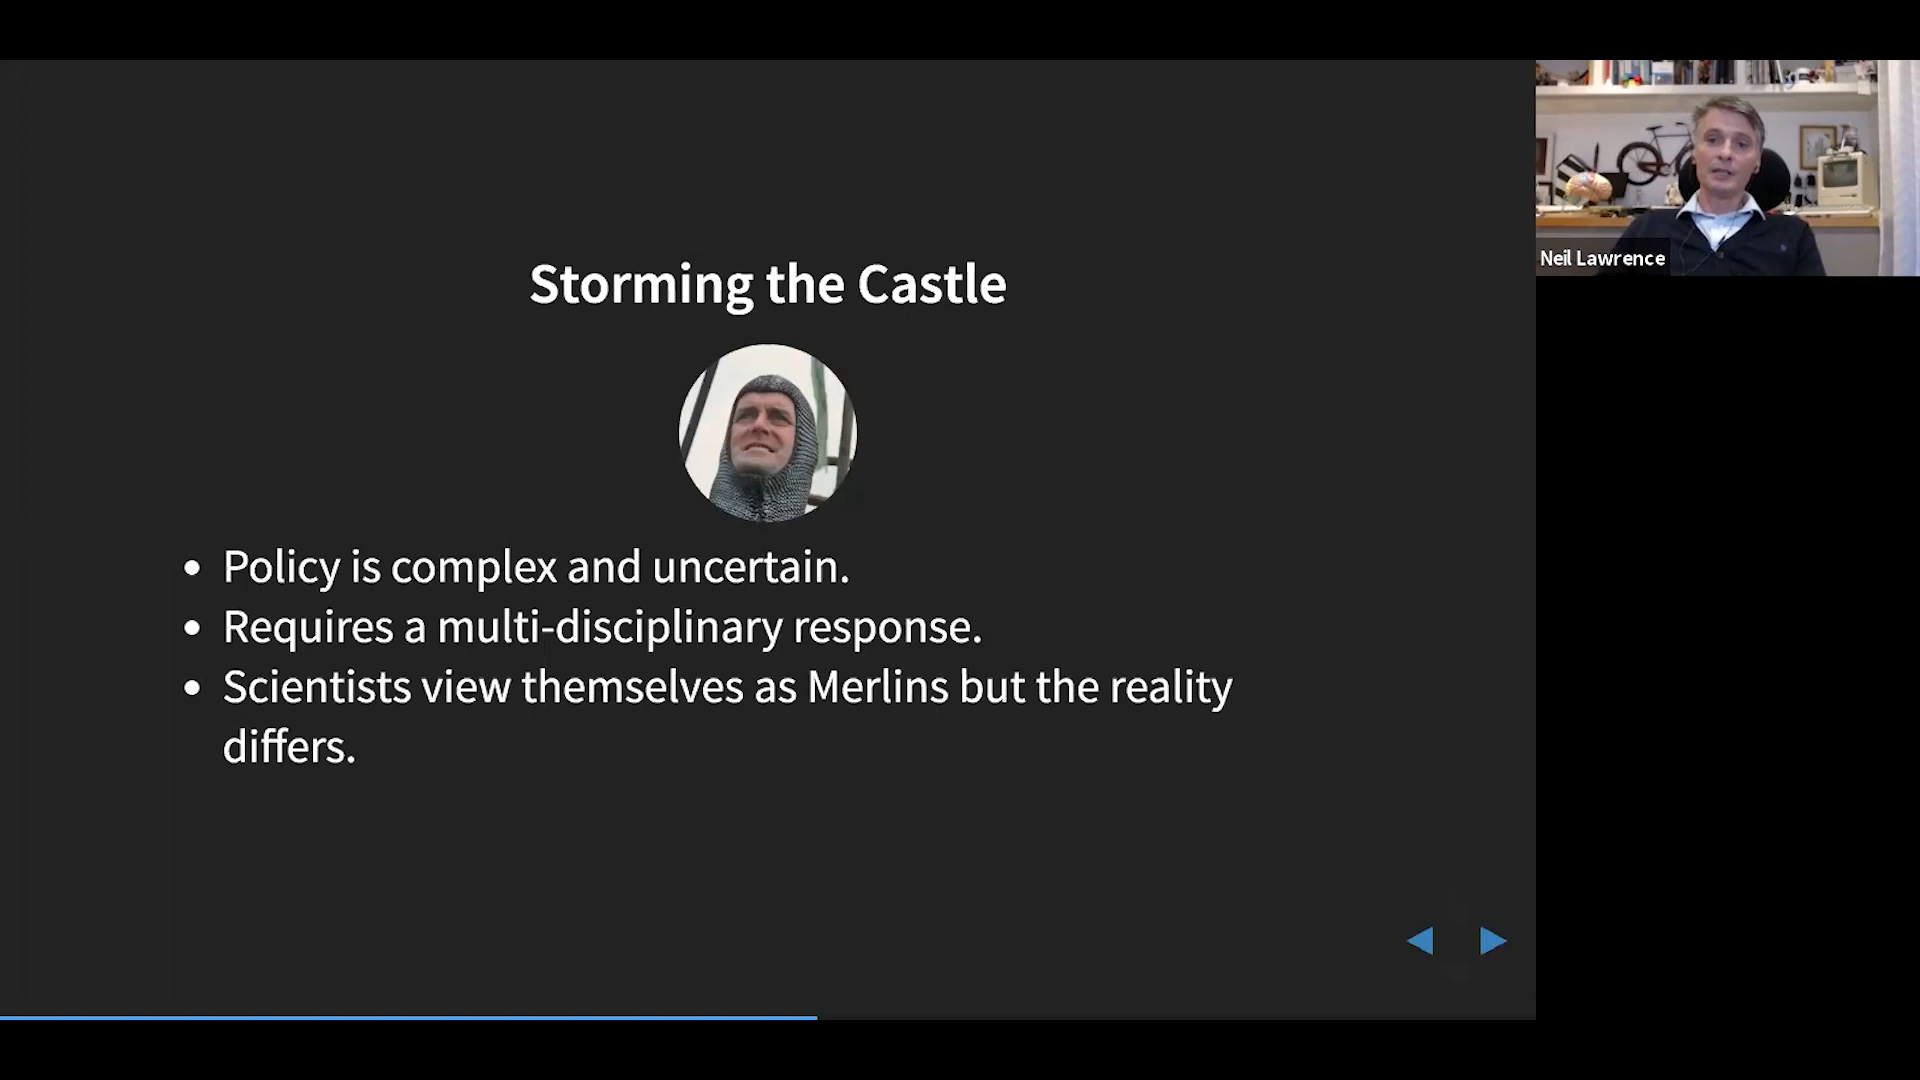 Storming the Castle
• Policy is complex and uncertain.
• Requires a multi-disciplinary response.
• Scientists view themselves as Merlins but the reality
differs.
Neil Lawrence